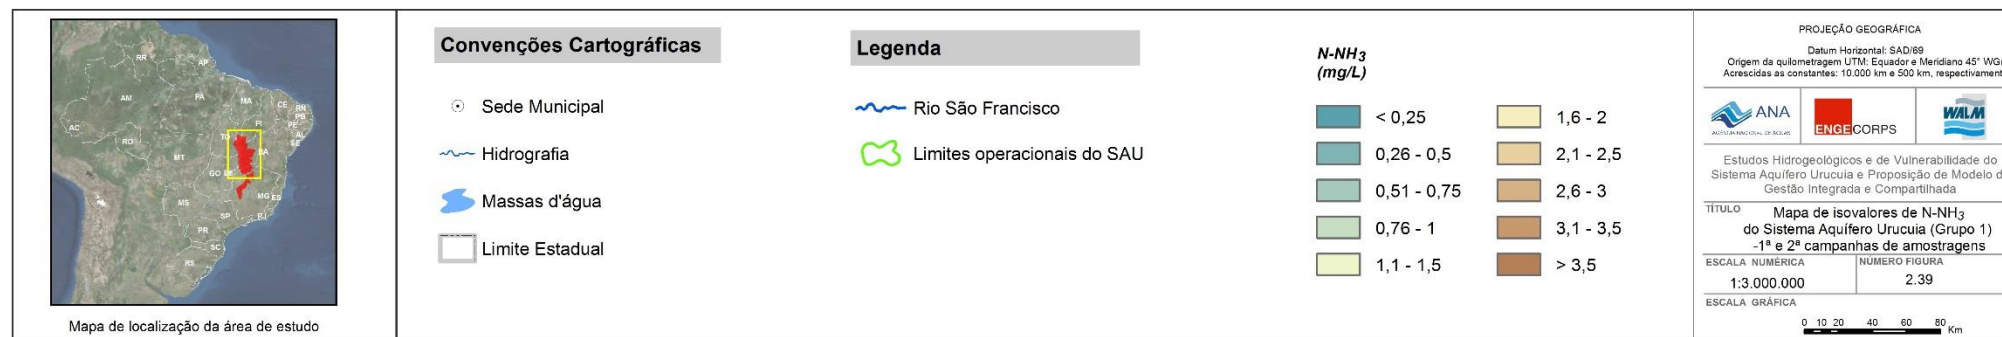 RR
AP
AM
PA
MA
CE
RN
PB
PE
AL
SE
PI
AC
TO
RO
BA
MT
GO
DF
MG
ES
MS
SP
RJ
PR
SC
RS
Mapa de localização da área de estudo
Convenções Cartográficas
Sede Municipal
Hidrografia
Massas d'água
Limite Estadual
Legenda
Rio São Francisco
Limites operacionais do SAU
N-NH3
(mg/L)
< 0,25
0,26 - 0,5
0,51 - 0,75
0,76 - 1
1,1 - 1,5
1,6 - 2
2,1 - 2,5
2,6 - 3
3,1 - 3,5
> 3,5
PROJEÇÃO GEOGRÁFICA
Datum Horizontal: SAD/69
Origem da quilometragem UTM: Equador e Meridiano 45° WG
Acrescidas as constantes: 10.000 km e 500 km, respectivament
ANA
AGÊNCIA NACIONAL DE ÁGUAS
ENGECORPS
WALM
Estudos Hidrogeológicos e de Vulnerabilidade do
Sistema Aquífero Urucuia e Proposição de Modelo d
Gestão Integrada e Compartilhada
TÍTULO
Mapa de isovalores de N-NH3
do Sistema Aquífero Urucuia (Grupo 1)
-1ª e 2ª campanhas de amostragens
ESCALA NUMÉRICA
1:3.000.000
NÚMERO FIGURA
2.39
ESCALA GRÁFICA
0 10 20 40 60 80 Km